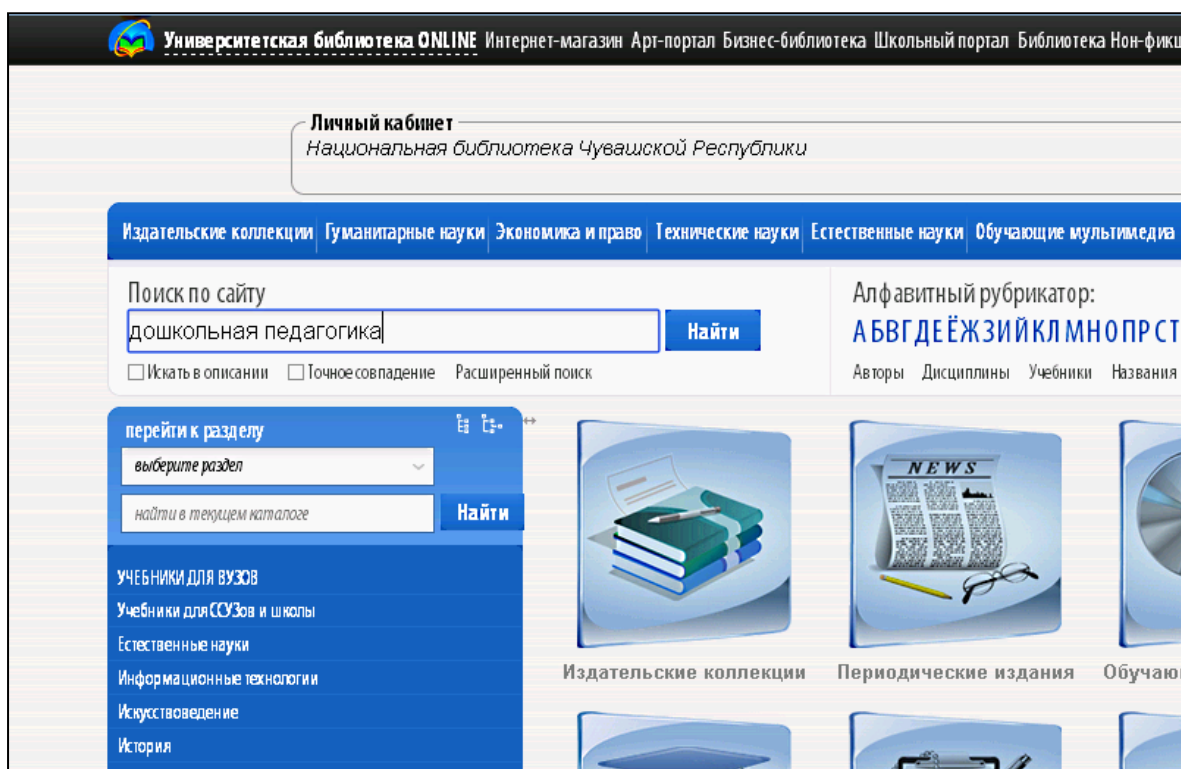 Университетская библиотека ONLINE Интернет-магазин Арт-портал Бизнес-библиотека Школьный портал Библиотека Нон-фикш
Личный кабинет
Национальная библиотека Чувашской Республики
Издательские коллекции Гуманитарные науки Экономика и право Технические науки Естественные науки Обучающие мультимедиа
Поиск по сайту
дошкольная педагогика
Найти
Искать в описании Точное совпадение Расширенный поиск
Алфавитный рубрикатор:
А Б В Г Д Е Ё Ж З И Й К Л М Н О П Р С Т
Авторы Дисциплины Учебники Названия
перейти к разделу
выберите раздел
найти в текущем каталоге
Найти
УЧЕБНИКИ ДЛЯ ВУЗОВ
Учебники для ССУЗов и школы
Естественные науки
Информационные технологии
Искусствоведение
История
NEWS
Издательские коллекции
Периодические издания
Обучаю